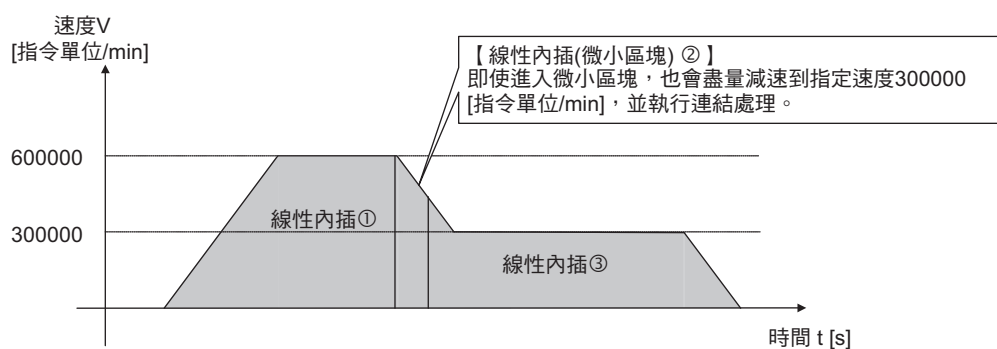 速度V
[指令單位/min]
【 線性內插(微小區塊) ② 】
即使進入微小區塊，也會盡量減速到指定速度300000
[指令單位/min]，並執行連結處理。
600000
線性內插①
300000
線性內插③
時間 t [s]